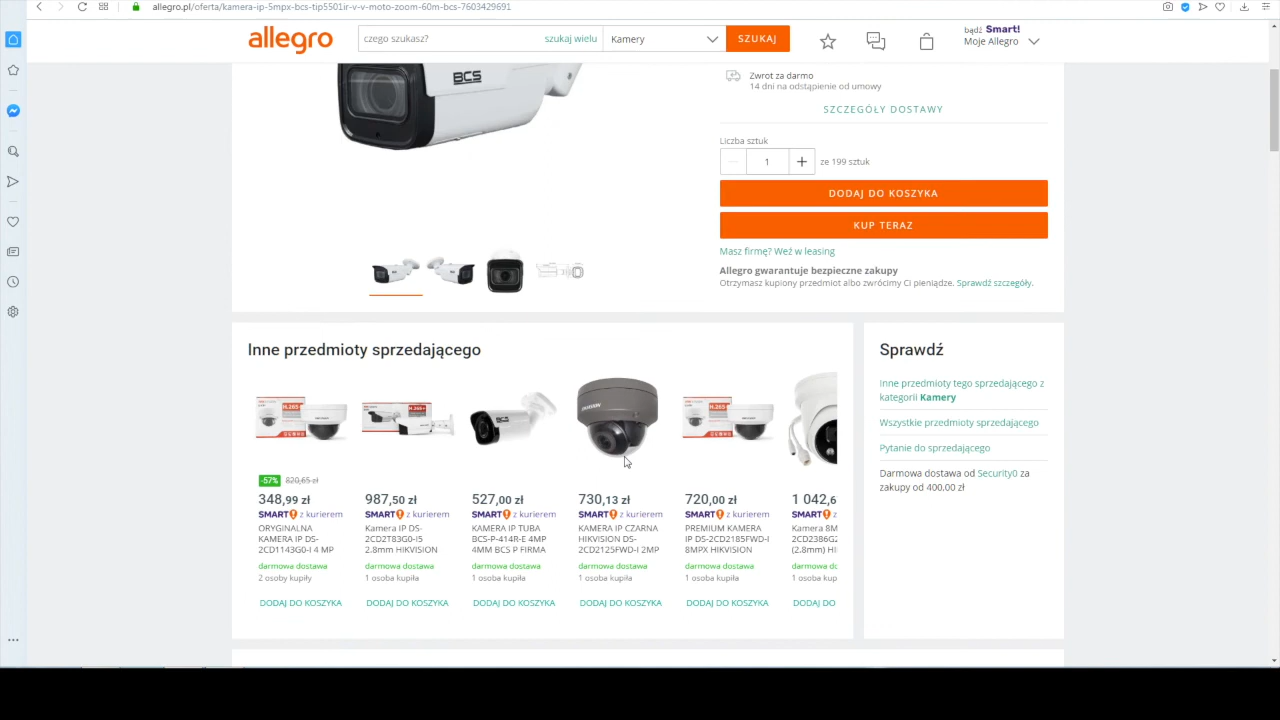 allegro.pl/oferta/kamera-ip-5mpx-bcs-tip5501ir-v-v-moto-zoom-60m-bcs-7603429691
allegro
czego szukasz?
szukaj wielu
Kamery
SZUKAJ
bądź Smart!
Moje Allegro
BCS
Zwrot za darmo
14 dni na odstąpienie od umowy
SZCZEGÓŁY DOSTAWY
Liczba sztuk
1
ze 199 sztuk
DODAJ DO KOSZYKA
KUP TERAZ
Masz firmę? Weź w leasing
Allegro gwarantuje bezpieczne zakupy
Otrzymasz kupiony przedmiot albo zwrócimy Ci pieniądze. Sprawdź szczegóły.
Inne przedmioty sprzedającego
-57% 820,65 zł
348,99 zł
SMART! z kurierem
ORYGINALNA
KAMERA IP DS-
2CD1143G0-I 4 MP
darmowa dostawa
2 osoby kupiły
DODAJ DO KOSZYKA
987,50 zł
SMART! z kurierem
Kamera IP DS-
2CD2T83G0-I5
2.8mm HIKVISION
darmowa dostawa
1 osoba kupiła
DODAJ DO KOSZYKA
527,00 zł
SMART! z kurierem
KAMERA IP TUBA
BCS-P-414R-E 4MP
4MM BCS P FIRMA
darmowa dostawa
1 osoba kupiła
DODAJ DO KOSZYKA
730,13 zł
SMART! z kurierem
KAMERA IP CZARNA
HIKVISION DS-
2CD2125FWD-I 2MP
darmowa dostawa
1 osoba kupiła
DODAJ DO KOSZYKA
720,00 zł
SMART! z kurierem
PREMIUM KAMERA
IP DS-2CD2185FWD-I
8MPX HIKVISION
darmowa dostawa
1 osoba kupiła
DODAJ DO KOSZYKA
1 042,6
SMART! z kurie
Kamera 8M
2CD2386G2
(2.8mm) HI
darmowa do
1 osoba kup
DODAJ DO
Sprawdź
Inne przedmioty tego sprzedającego z
kategorii Kamery
Wszystkie przedmioty sprzedającego
Pytanie do sprzedającego
Darmowa dostawa od Security0 za
zakupy od 400.00 zł